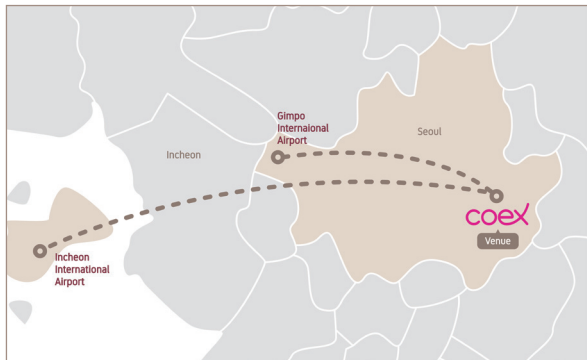 Gimpo
Internaional
Airport
Seoul
Incheon
coex
Venue
Incheon
International
Airport